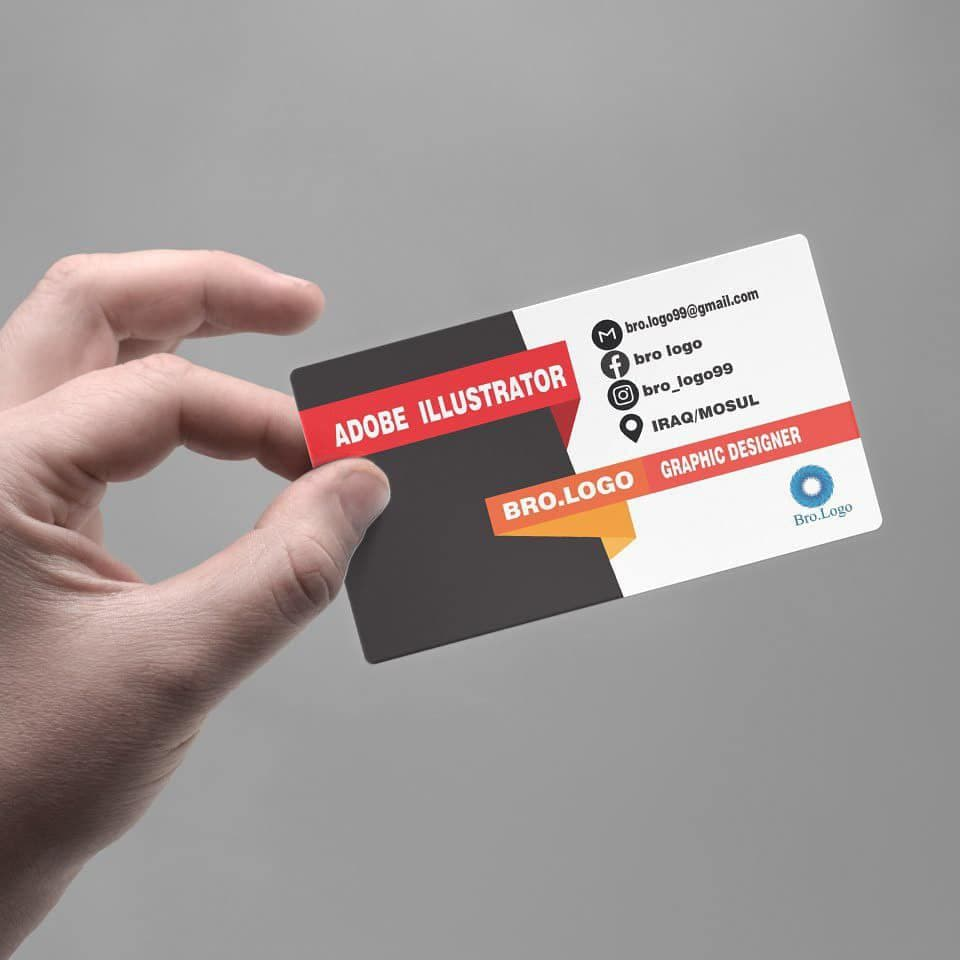 ADOBE ILLUSTRATOR
bro.logo99@gmail.com
bro logo
bro_logo99
IRAQ/MOSUL
BRO.LOGO
GRAPHIC DESIGNER
Bro.Logo